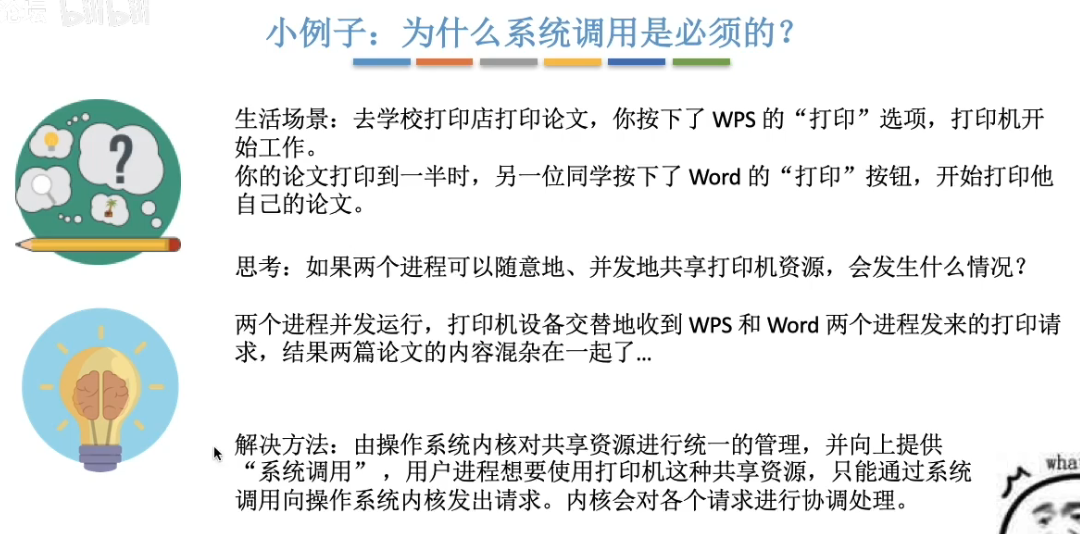 bilibili
小例子：为什么系统调用是必须的？
生活场景：去学校打印店打印论文，你按下了 WPS 的“打印”选项，打印机开
始工作。
你的论文打印到一半时，另一位同学按下了 Word 的“打印”按钮，开始打印他
自己的论文。
思考：如果两个进程可以随意地、并发地共享打印机资源，会发生什么情况？
?
两个进程并发运行，打印机设备交替地收到 WPS 和 Word 两个进程发来的打印请
求，结果两篇论文的内容混杂在一起了...
解决方法：由操作系统内核对共享资源进行统一的管理，并向上提供
“系统调用”，用户进程想要使用打印机这种共享资源，只能通过系统
调用向操作系统内核发出请求。内核会对各个请求进行协调处理。